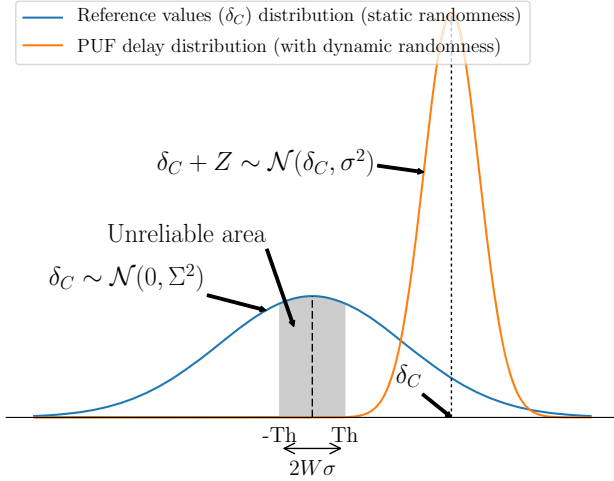 Reference values (δ_C) distribution (static randomness)
PUF delay distribution (with dynamic randomness)
δ_C + Z ∼ 𝒩(δ_C, σ²)
Unreliable area
δ_C ∼ 𝒩(0, Σ²)
δ_C
-Th Th
2Wσ